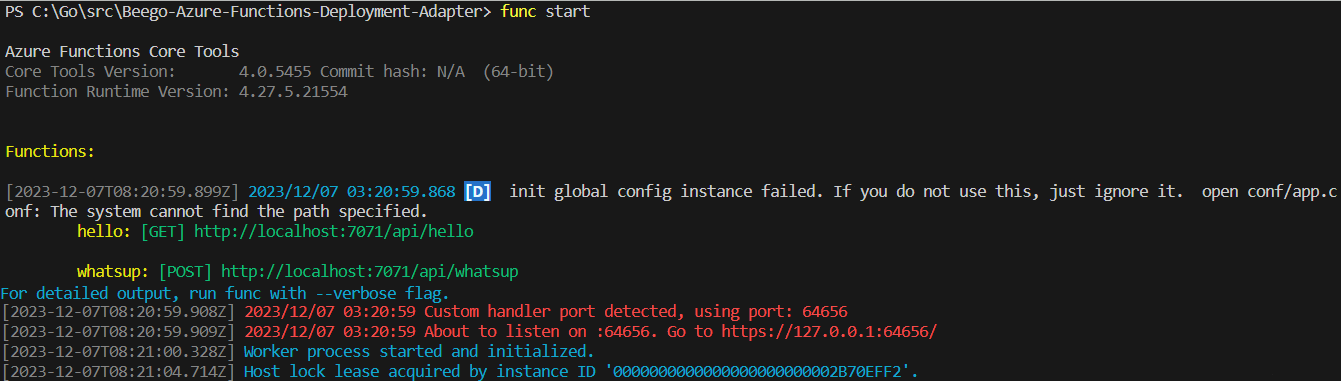 PS C:\Go\src\Beego-Azure-Functions-Deployment-Adapter> func start
Azure Functions Core Tools
Core Tools Version:       4.0.5455 Commit hash: N/A  (64-bit)
Function Runtime Version: 4.27.5.21554
Functions:
[2023-12-07T08:20:59.899Z] 2023/12/07 03:20:59.868 [D]  init global config instance failed. If you do not use this, just ignore it.  open conf/app.c
onf: The system cannot find the path specified.
hello: [GET] http://localhost:7071/api/hello
whatsup: [POST] http://localhost:7071/api/whatsup
For detailed output, run func with --verbose flag.
[2023-12-07T08:20:59.908Z] 2023/12/07 03:20:59 Custom handler port detected, using port: 64656
[2023-12-07T08:20:59.909Z] 2023/12/07 03:20:59 About to listen on :64656. Go to https://127.0.0.1:64656/
[2023-12-07T08:21:00.328Z] Worker process started and initialized.
[2023-12-07T08:21:04.714Z] Host lock lease acquired by instance ID '0000000000000000000000002B70EFF2'.